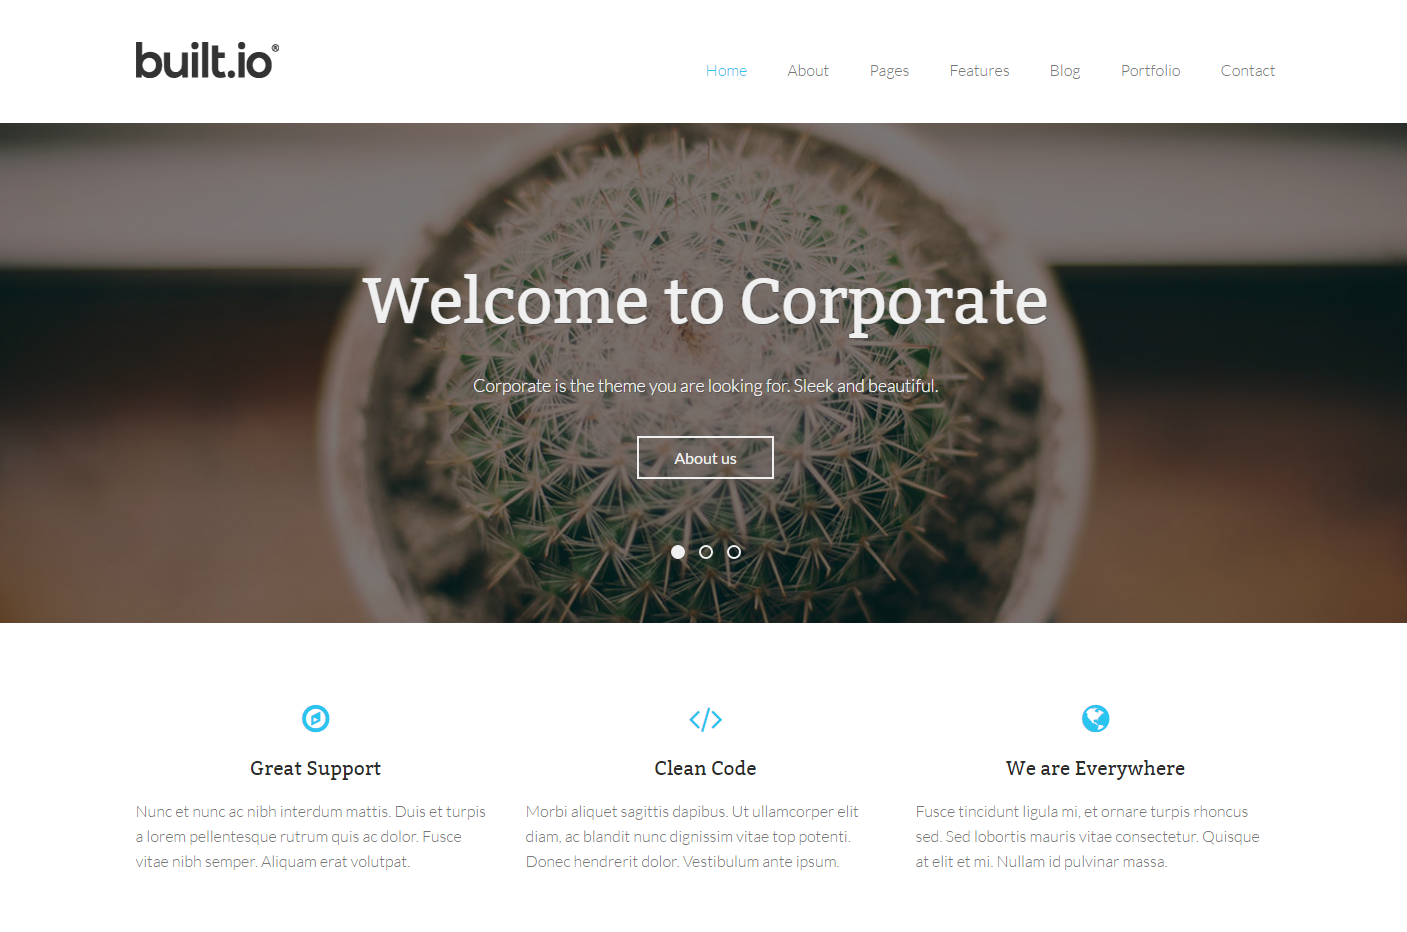 built.io®
Home About Pages Features Blog Portfolio Contact
Welcome to Corporate
Corporate is the theme you are looking for. Sleek and beautiful.
About us
Great Support
Nunc et nunc ac nibh interdum mattis. Duis et turpis
a lorem pellentesque rutrum quis ac dolor. Fusce
vitae nibh semper. Aliquam erat volutpat.
Clean Code
Morbi aliquet sagittis dapibus. Ut ullamcorper elit
diam, ac blandit nunc dignissim vitae top potenti.
Donec hendrerit dolor. Vestibulum ante ipsum.
We are Everywhere
Fusce tincidunt ligula mi, et ornare turpis rhoncus
sed. Sed lobortis mauris vitae consectetur. Quisque
at elit et mi. Nullam id pulvinar massa.